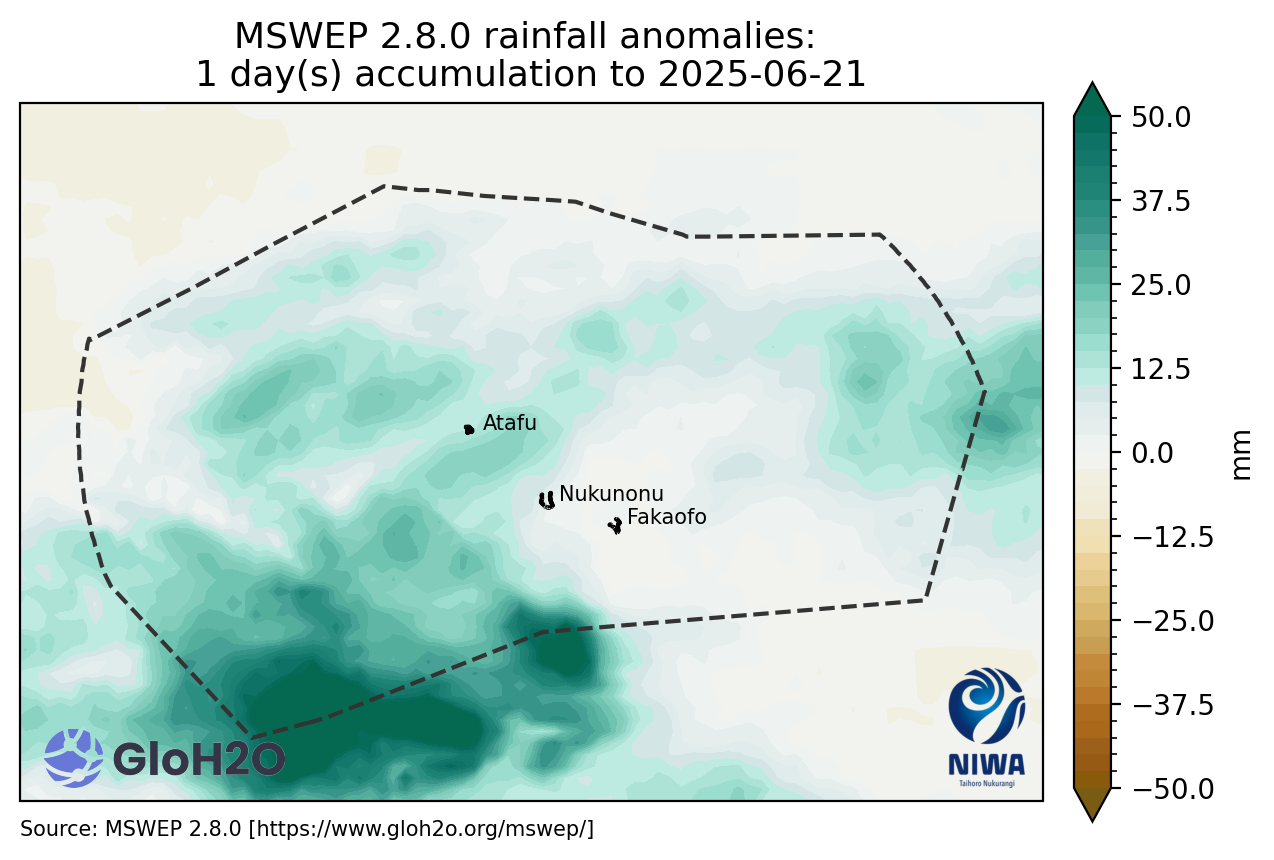 MSWEP 2.8.0 rainfall anomalies:
1 day(s) accumulation to 2025-06-21
50.0
37.5
25.0
12.5
0.0
−12.5
−25.0
−37.5
−50.0
mm
Atafu
Nukunonu
Fakaofo
GloH2O
NIWA
Taihoro Nukurangi
Source: MSWEP 2.8.0 [https://www.gloh2o.org/mswep/]